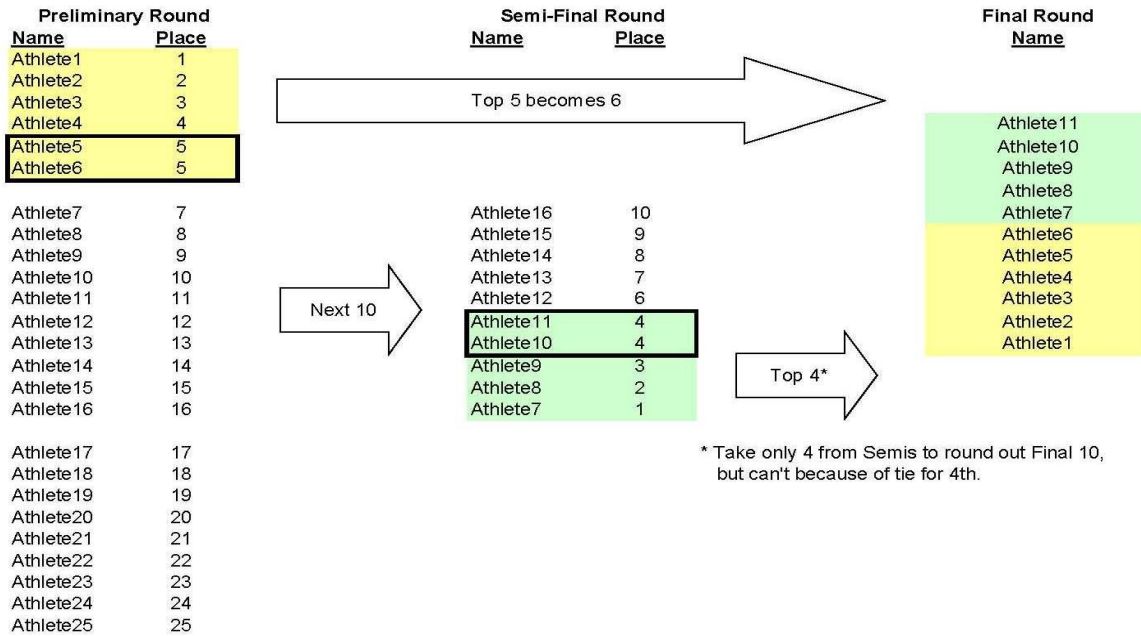 Preliminary Round
Name Place
Athlete1 1
Athlete2 2
Athlete3 3
Athlete4 4
Athlete5 5
Athlete6 5
Athlete7 7
Athlete8 8
Athlete9 9
Athlete10 10
Athlete11 11
Athlete12 12
Athlete13 13
Athlete14 14
Athlete15 15
Athlete16 16
Athlete17 17
Athlete18 18
Athlete19 19
Athlete20 20
Athlete21 21
Athlete22 22
Athlete23 23
Athlete24 24
Athlete25 25
Top 5 becomes 6
Next 10
Semi-Final Round
Name Place
Athlete16 10
Athlete15 9
Athlete14 8
Athlete13 7
Athlete12 6
Athlete11 4
Athlete10 4
Athlete9 3
Athlete8 2
Athlete7 1
Top 4*
* Take only 4 from Semis to round out Final 10,
but can't because of tie for 4th.
Final Round
Name
Athlete11
Athlete10
Athlete9
Athlete8
Athlete7
Athlete6
Athlete5
Athlete4
Athlete3
Athlete2
Athlete1